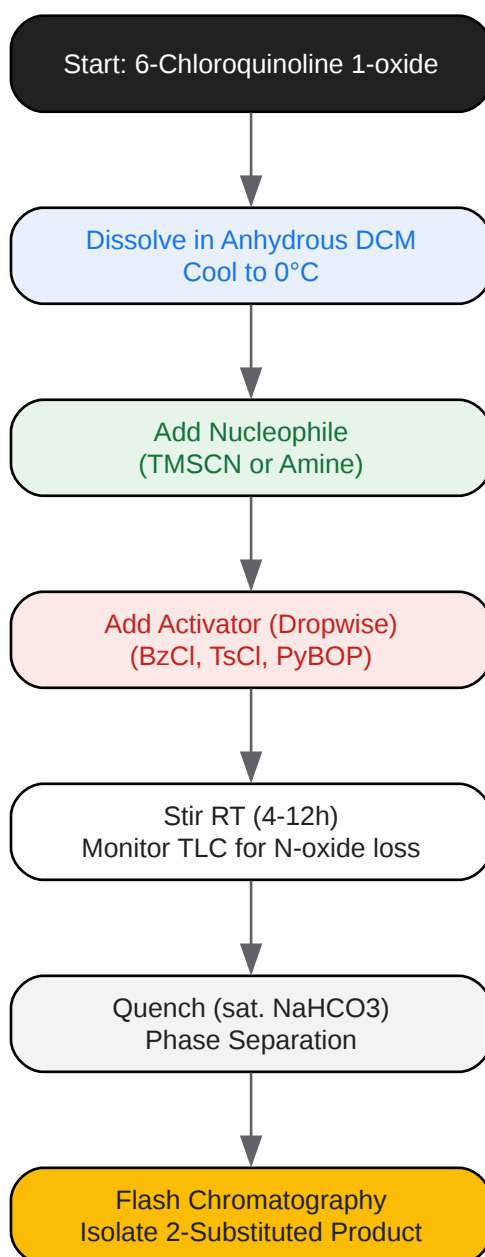 Start: 6-Chloroquinoline 1-oxide
Dissolve in Anhydrous DCM
Cool to 0°C
Add Nucleophile
(TMSCN or Amine)
Add Activator (Dropwise)
(BzCl, TsCl, PyBOP)
Stir RT (4-12h)
Monitor TLC for N-oxide loss
Quench (sat. NaHCO3)
Phase Separation
Flash Chromatography
Isolate 2-Substituted Product